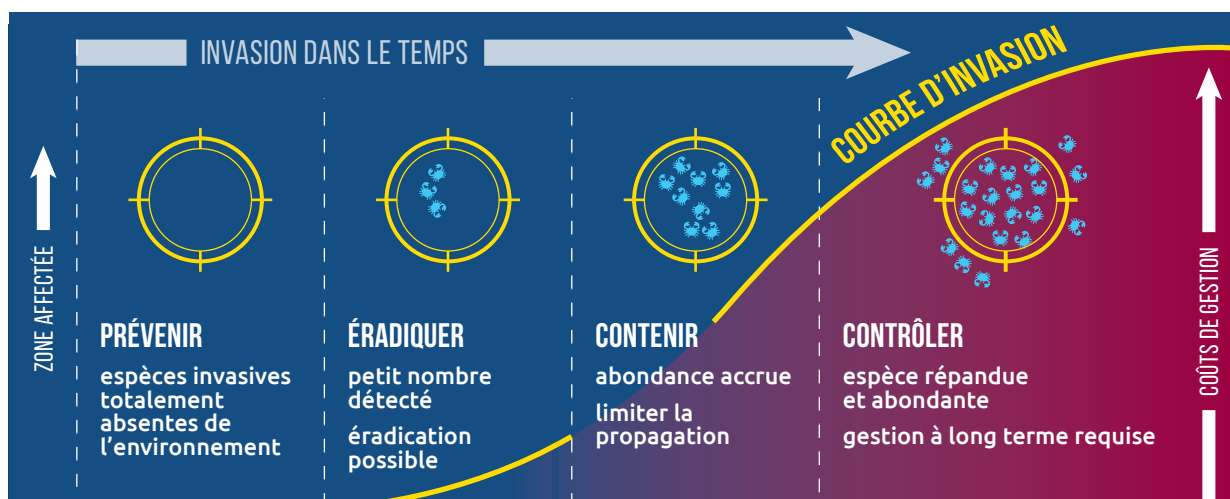 INVASION DANS LE TEMPS
COURBE D'INVASION
ZONE AFFECTÉE
PRÉVENIR
espèces invasives
totalement
absentes de
l'environnement
ÉRADIQUER
petit nombre
détecté
éradication
possible
CONTENIR
abondance accrue
limiter la
propagation
CONTRÔLER
espèce répandue
et abondante
gestion à long terme requise
COÛTS DE GESTION